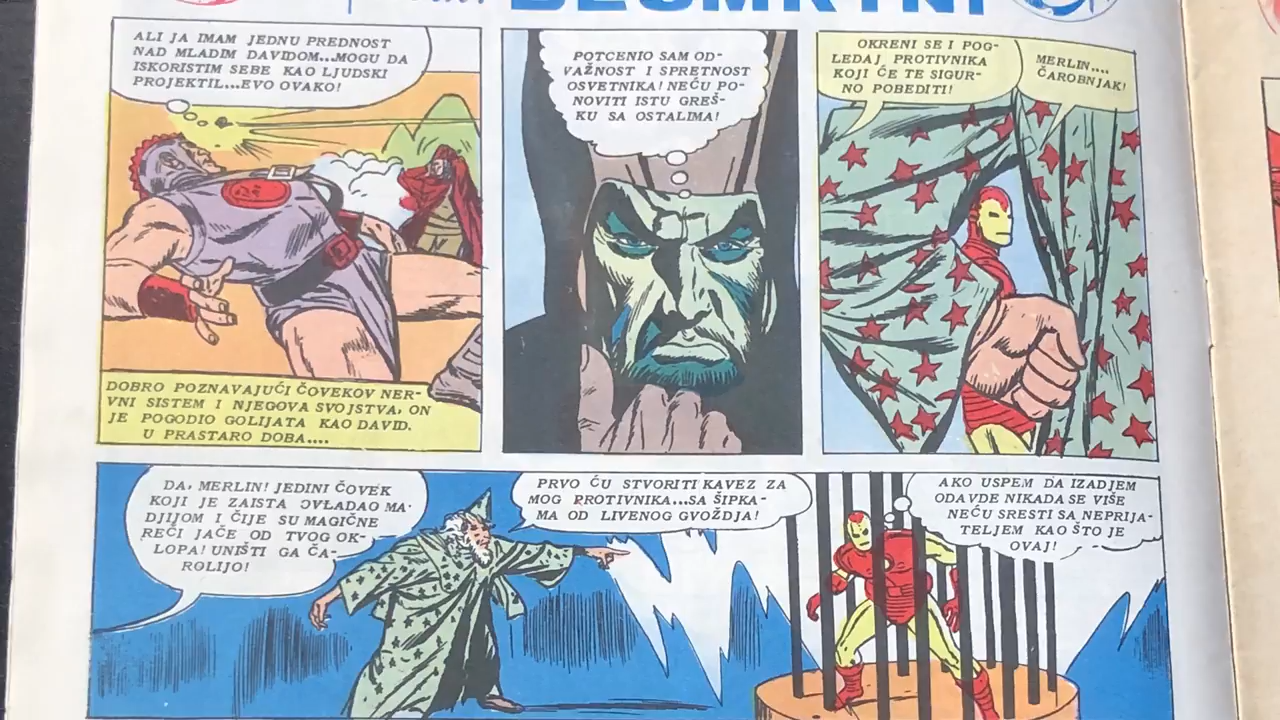 BESMRTNI
ALI JA IMAM JEDNU PREDNOST
NAD MLADIM DAVIDOM...MOGU DA
ISKORISTIM SEBE KAO LJUDSKI
PROJEKTIL...EVO OVAKO!
DOBRO POZNAVAJUĆI ČOVEKOV NER-
VNI SISTEM I NJEGOVA SVOJSTVA, ON
JE POGODIO GOLIJATA KAO DAVID.
U PRASTARO DOBA....
POTCENIO SAM OD-
VAŽNOST I SPRETNOST
OSVETNIKA! NEĆU PO-
NOVITI ISTU GREŠ-
KU SA OSTALIMA!
OKRENI SE I POG-
LEDAJ PROTIVNIKA
KOJI ĆE TE SIGUR-
NO POBEDITI!
MERLIN....
ČAROBNJAK!
DA, MERLIN! JEDINI ČOVEK
KOJI JE ZAISTA OVLADAO MA-
DJIJOM I ČIJE SU MAGIČNE
REČI JAČE OD TVOG OK-
LOPA! UNIŠTI GA ČA-
ROLIJO!
PRVO ĆU STVORITI KAVEZ ZA
MOG PROTIVNIKA...SA ŠIPKA-
MA OD LIVENOG GVOŽDJA!
AKO USPEM DA IZADJEM
ODAVDE NIKADA SE VIŠE
NEĆU SRESTI SA NEPRIJA-
TELJEM KAO ŠTO JE
OVAJ!